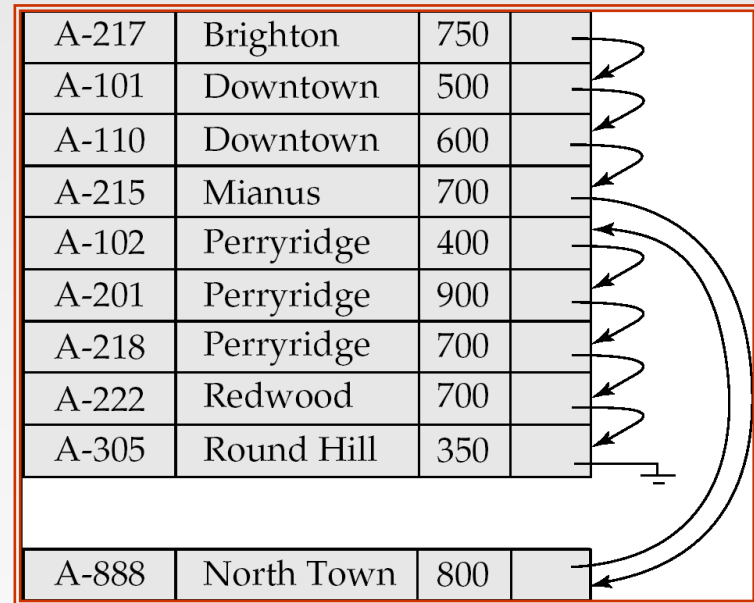 A-217 Brighton 750
A-101 Downtown 500
A-110 Downtown 600
A-215 Mianus 700
A-102 Perryridge 400
A-201 Perryridge 900
A-218 Perryridge 700
A-222 Redwood 700
A-305 Round Hill 350
A-888 North Town 800